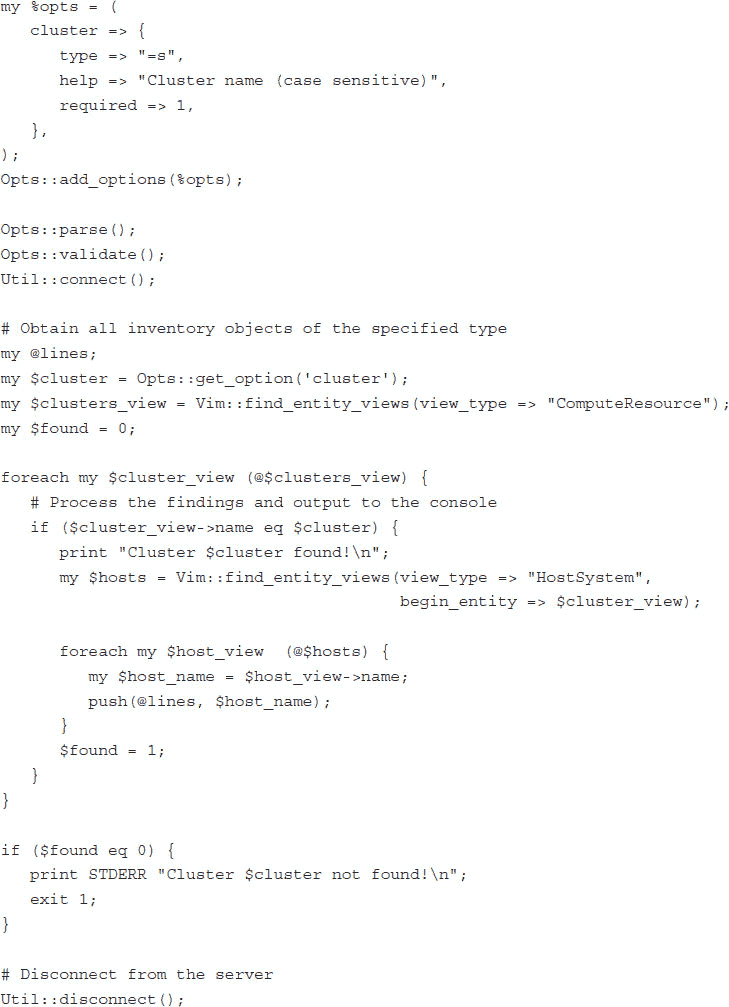 my %opts = (
   cluster => {
      type => "=s",
      help => "Cluster name (case sensitive)",
      required => 1,
   },
);
Opts::add_options(%opts);

Opts::parse();
Opts::validate();
Util::connect();

# Obtain all inventory objects of the specified type
my @lines;
my $cluster = Opts::get_option('cluster');
my $clusters_view = Vim::find_entity_views(view_type => "ComputeResource");
my $found = 0;

foreach my $cluster_view (@$clusters_view) {
   # Process the findings and output to the console
   if ($cluster_view->name eq $cluster) {
      print "Cluster $cluster found!\n";
      my $hosts = Vim::find_entity_views(view_type => "HostSystem",
                                         begin_entity => $cluster_view);

      foreach my $host_view  (@$hosts) {
         my $host_name = $host_view->name;
         push(@lines, $host_name);
      }
      $found = 1;
   }
}

if ($found eq 0) {
   print STDERR "Cluster $cluster not found!\n";
   exit 1;
}

# Disconnect from the server
Util::disconnect();